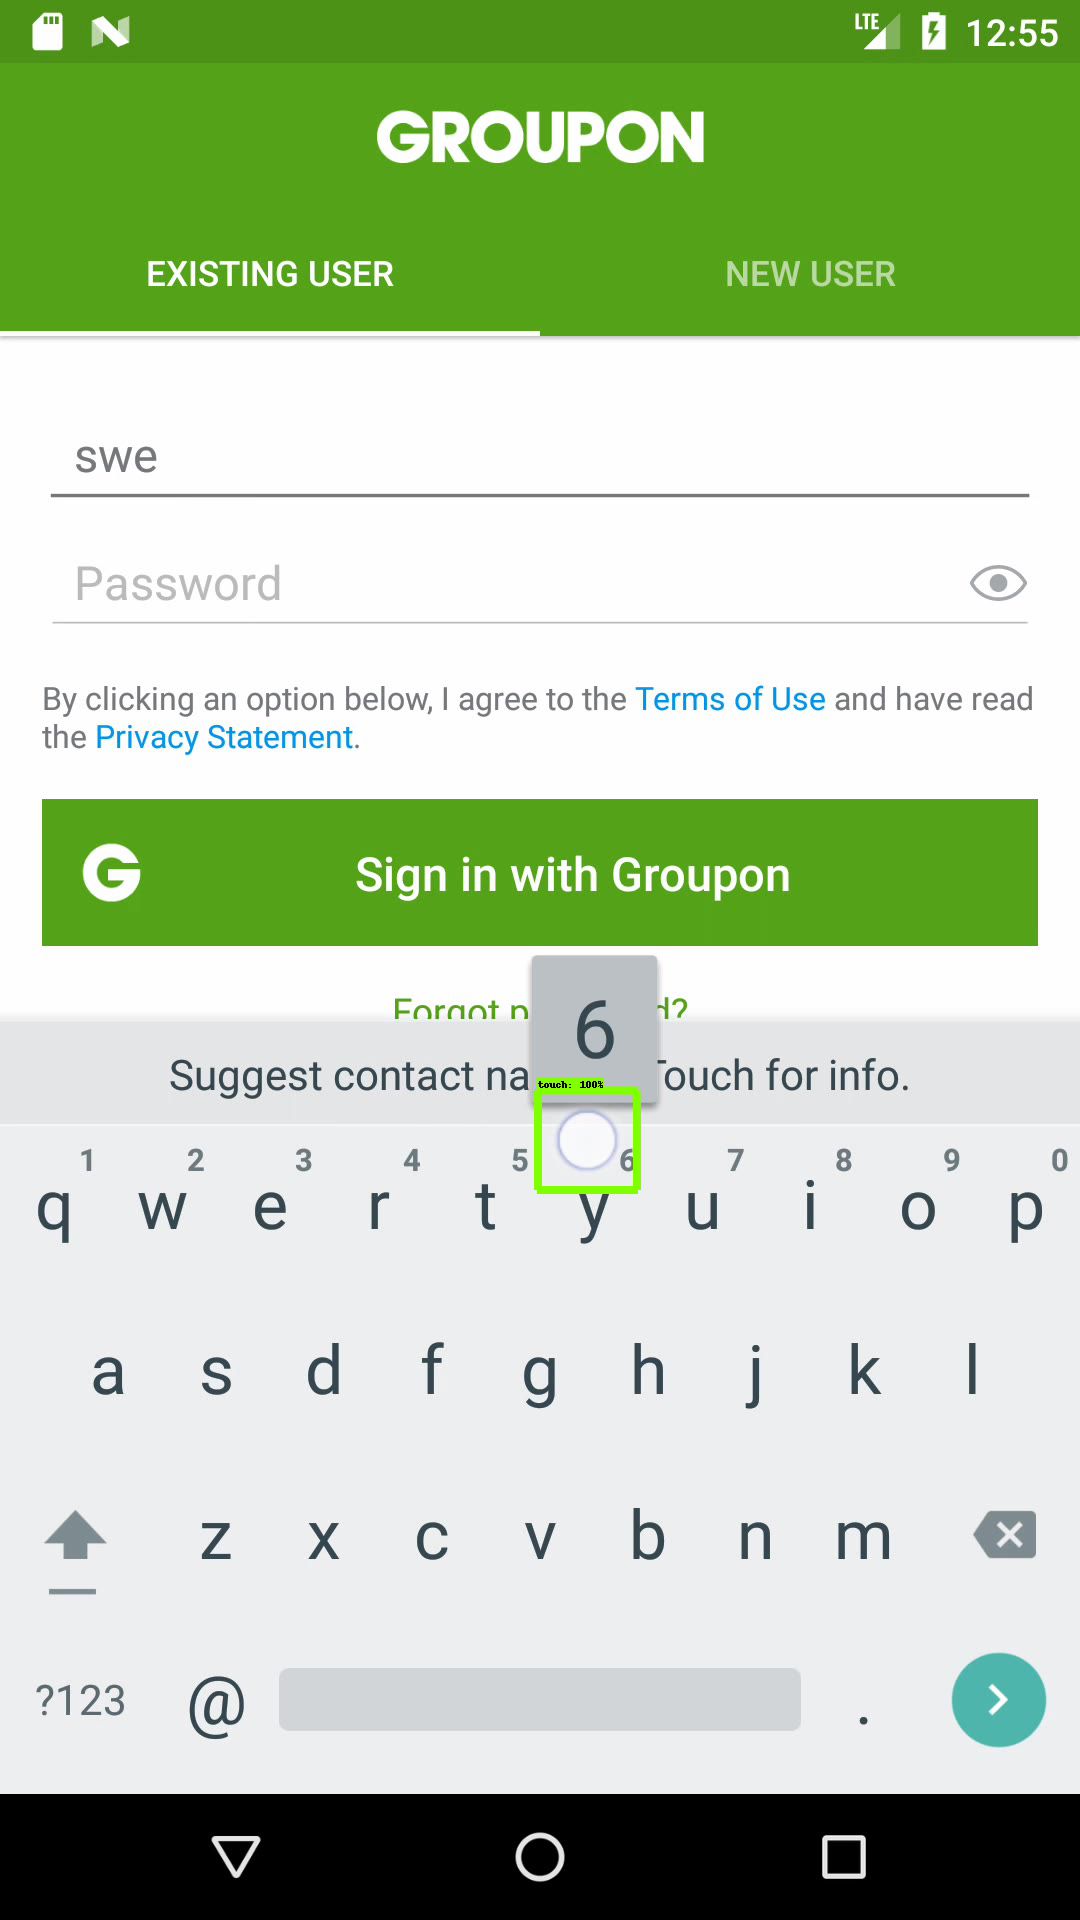 LTE 12:55
GROUPON
EXISTING USER NEW USER
swe
Password
By clicking an option below, I agree to the Terms of Use and have read
the Privacy Statement.
G Sign in with Groupon
6
Forgot p d?
Suggest contact na Touch for info.
touch: 100%
1 2 3 4 5 6 7 8 9 0
q w e r t y u i o p
a s d f g h j k l
z x c v b n m
?123 @ .